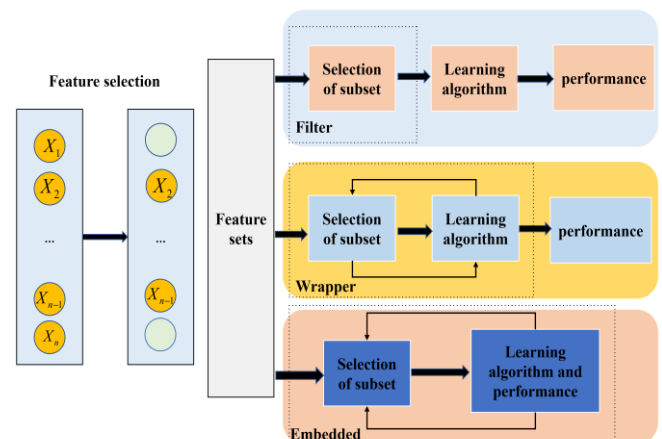 Feature selection
X₁
X₂
...
Xₙ₋₁
Xₙ
X₂
...
Xₙ₋₁
Feature
sets
Selection
of subset
Learning
algorithm
performance
Filter
Selection
of subset
Learning
algorithm
performance
Wrapper
Selection
of subset
Learning
algorithm and
performance
Embedded